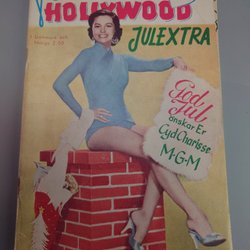 HOLLYWOOD
JULEXTRA
God
Jul
önskar Er
Cyd Charisse
M-G-M